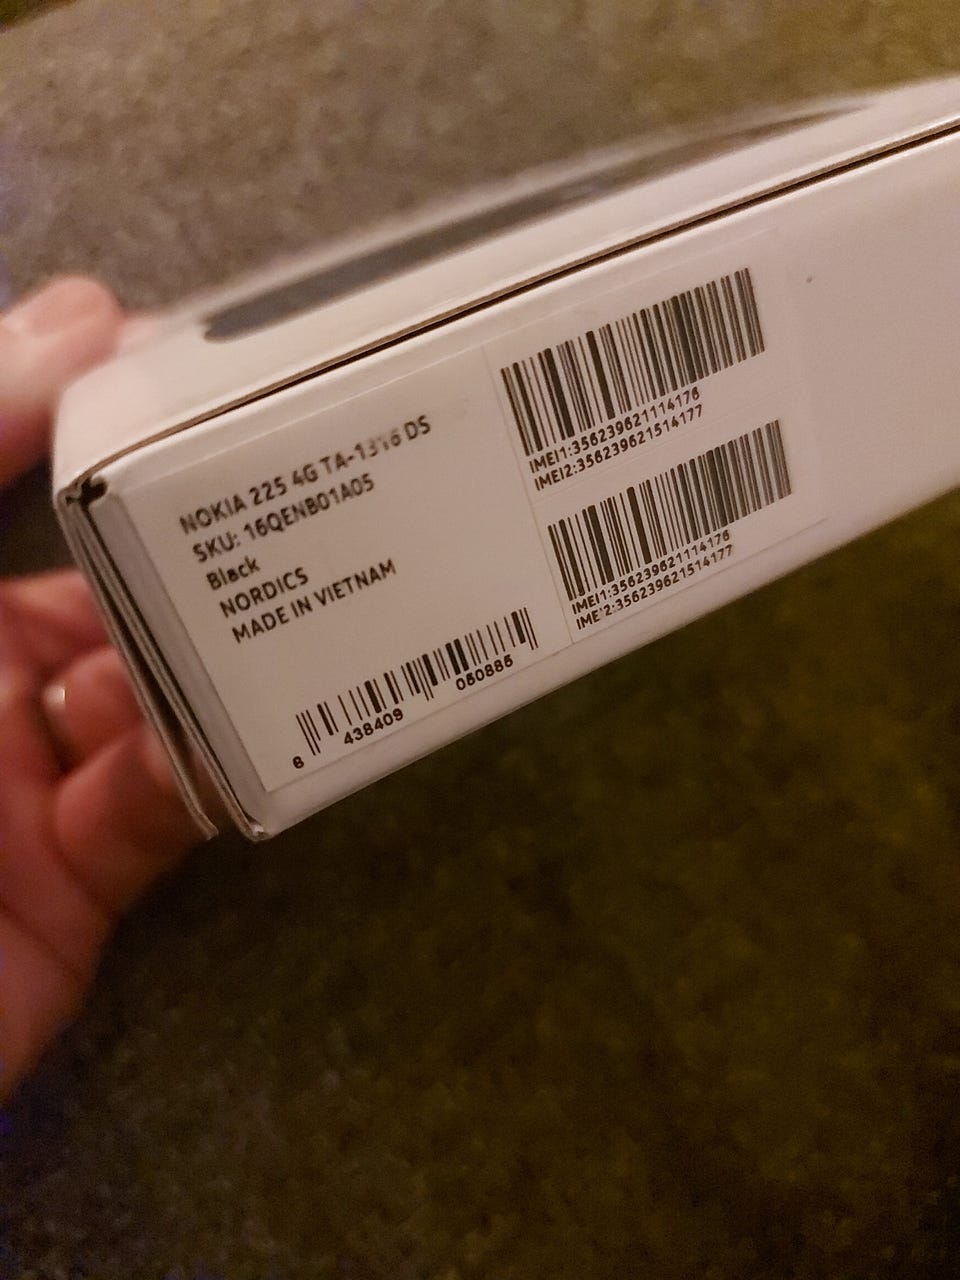 NOKIA 225 4G TA-1316 DS
SKU: 16QENB01A05
Black
NORDICS
MADE IN VIETNAM
6 438409 050885
IMEI1:356239621114176
IMEI2:356239621514177
IMEI1:356239621114176
IMEI2:356239621514177